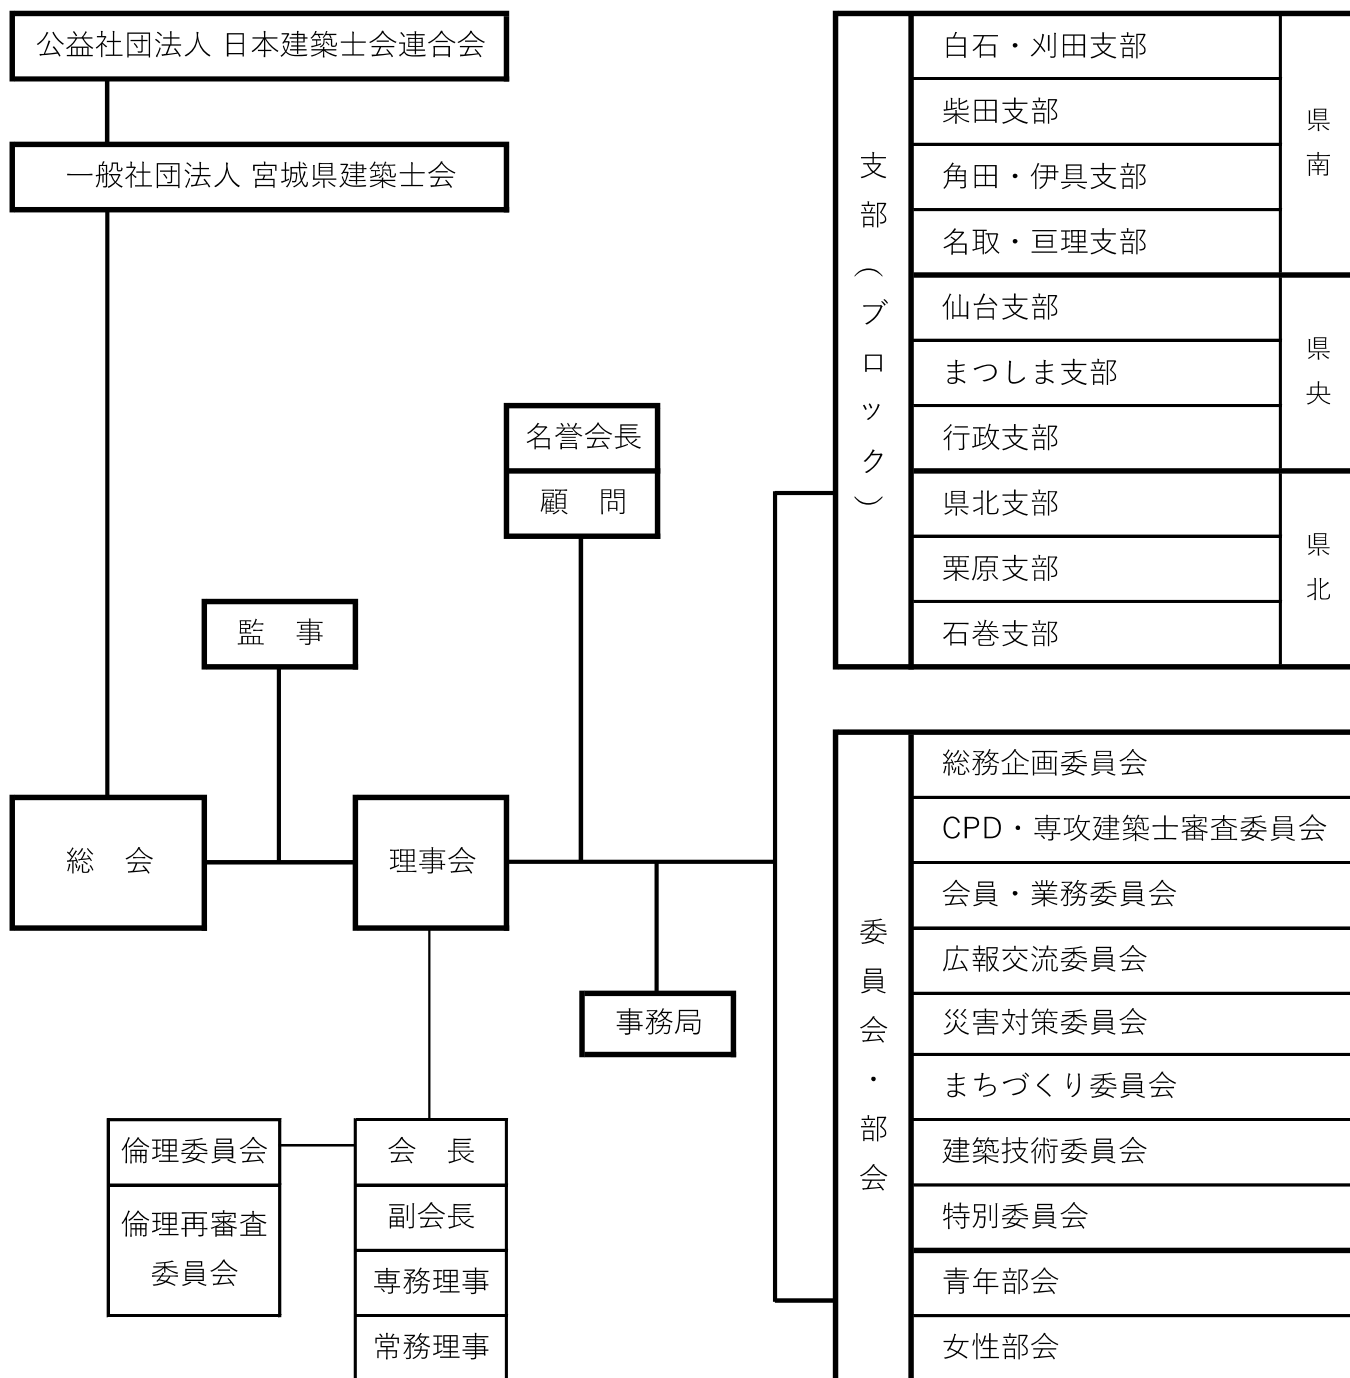 公益社団法人 日本建築士会連合会
一般社団法人 宮城県建築士会
名誉会長
顧　問
監　事
総　会
理事会
事務局
倫理委員会
倫理再審査
委員会
会　長
副会長
専務理事
常務理事
支部（ブロック）
白石・刈田支部
柴田支部
角田・伊具支部
名取・亘理支部
県南
仙台支部
まつしま支部
行政支部
県央
県北支部
栗原支部
石巻支部
県北
委員会・部会
総務企画委員会
CPD・専攻建築士審査委員会
会員・業務委員会
広報交流委員会
災害対策委員会
まちづくり委員会
建築技術委員会
特別委員会
青年部会
女性部会